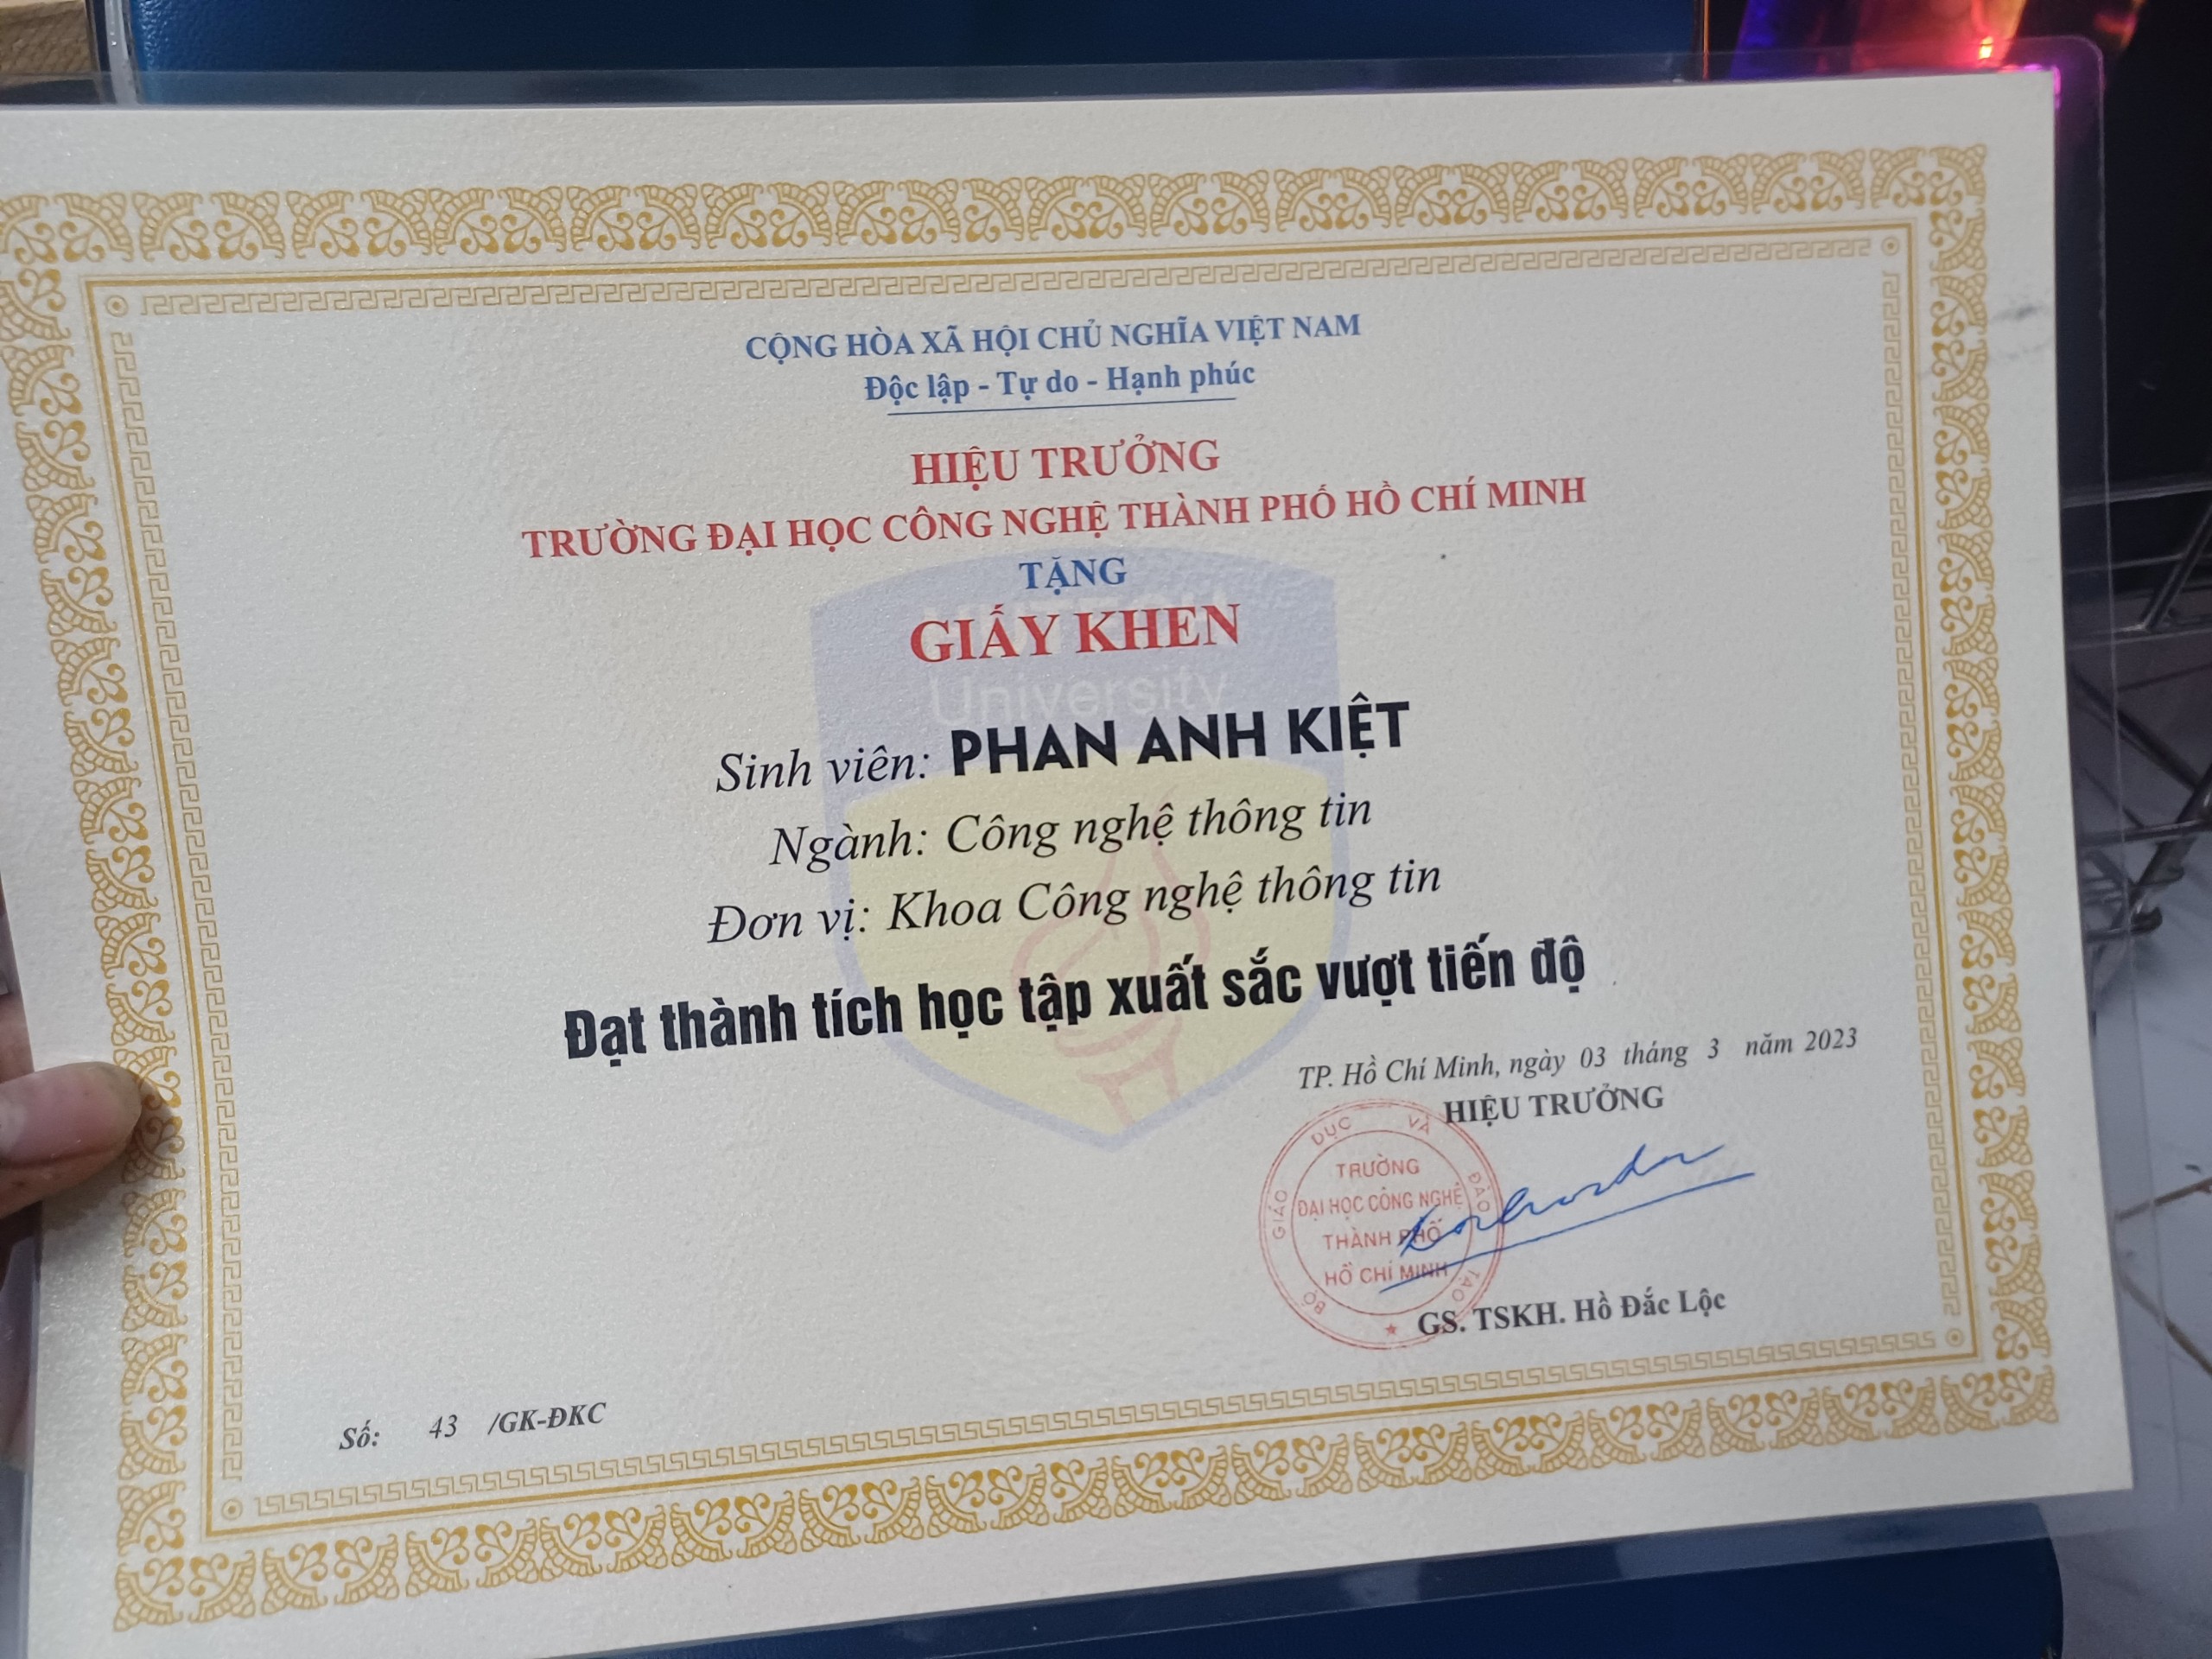 CỘNG HÒA XÃ HỘI CHỦ NGHĨA VIỆT NAM
Độc lập - Tự do - Hạnh phúc
HIỆU TRƯỞNG
TRƯỜNG ĐẠI HỌC CÔNG NGHỆ THÀNH PHỐ HỒ CHÍ MINH
TẶNG
GIẤY KHEN
University
Sinh viên: PHAN ANH KIỆT
Ngành: Công nghệ thông tin
Đơn vị: Khoa Công nghệ thông tin
Đạt thành tích học tập xuất sắc vượt tiến độ
TP. Hồ Chí Minh, ngày 03 tháng 3 năm 2023
HIỆU TRƯỞNG
BỘ GIÁO DỤC VÀ ĐÀO TẠO
TRƯỜNG
ĐẠI HỌC CÔNG NGHỆ
THÀNH PHỐ
HỒ CHÍ MINH
GS. TSKH. Hồ Đắc Lộc
Số: 43 /GK-ĐKC